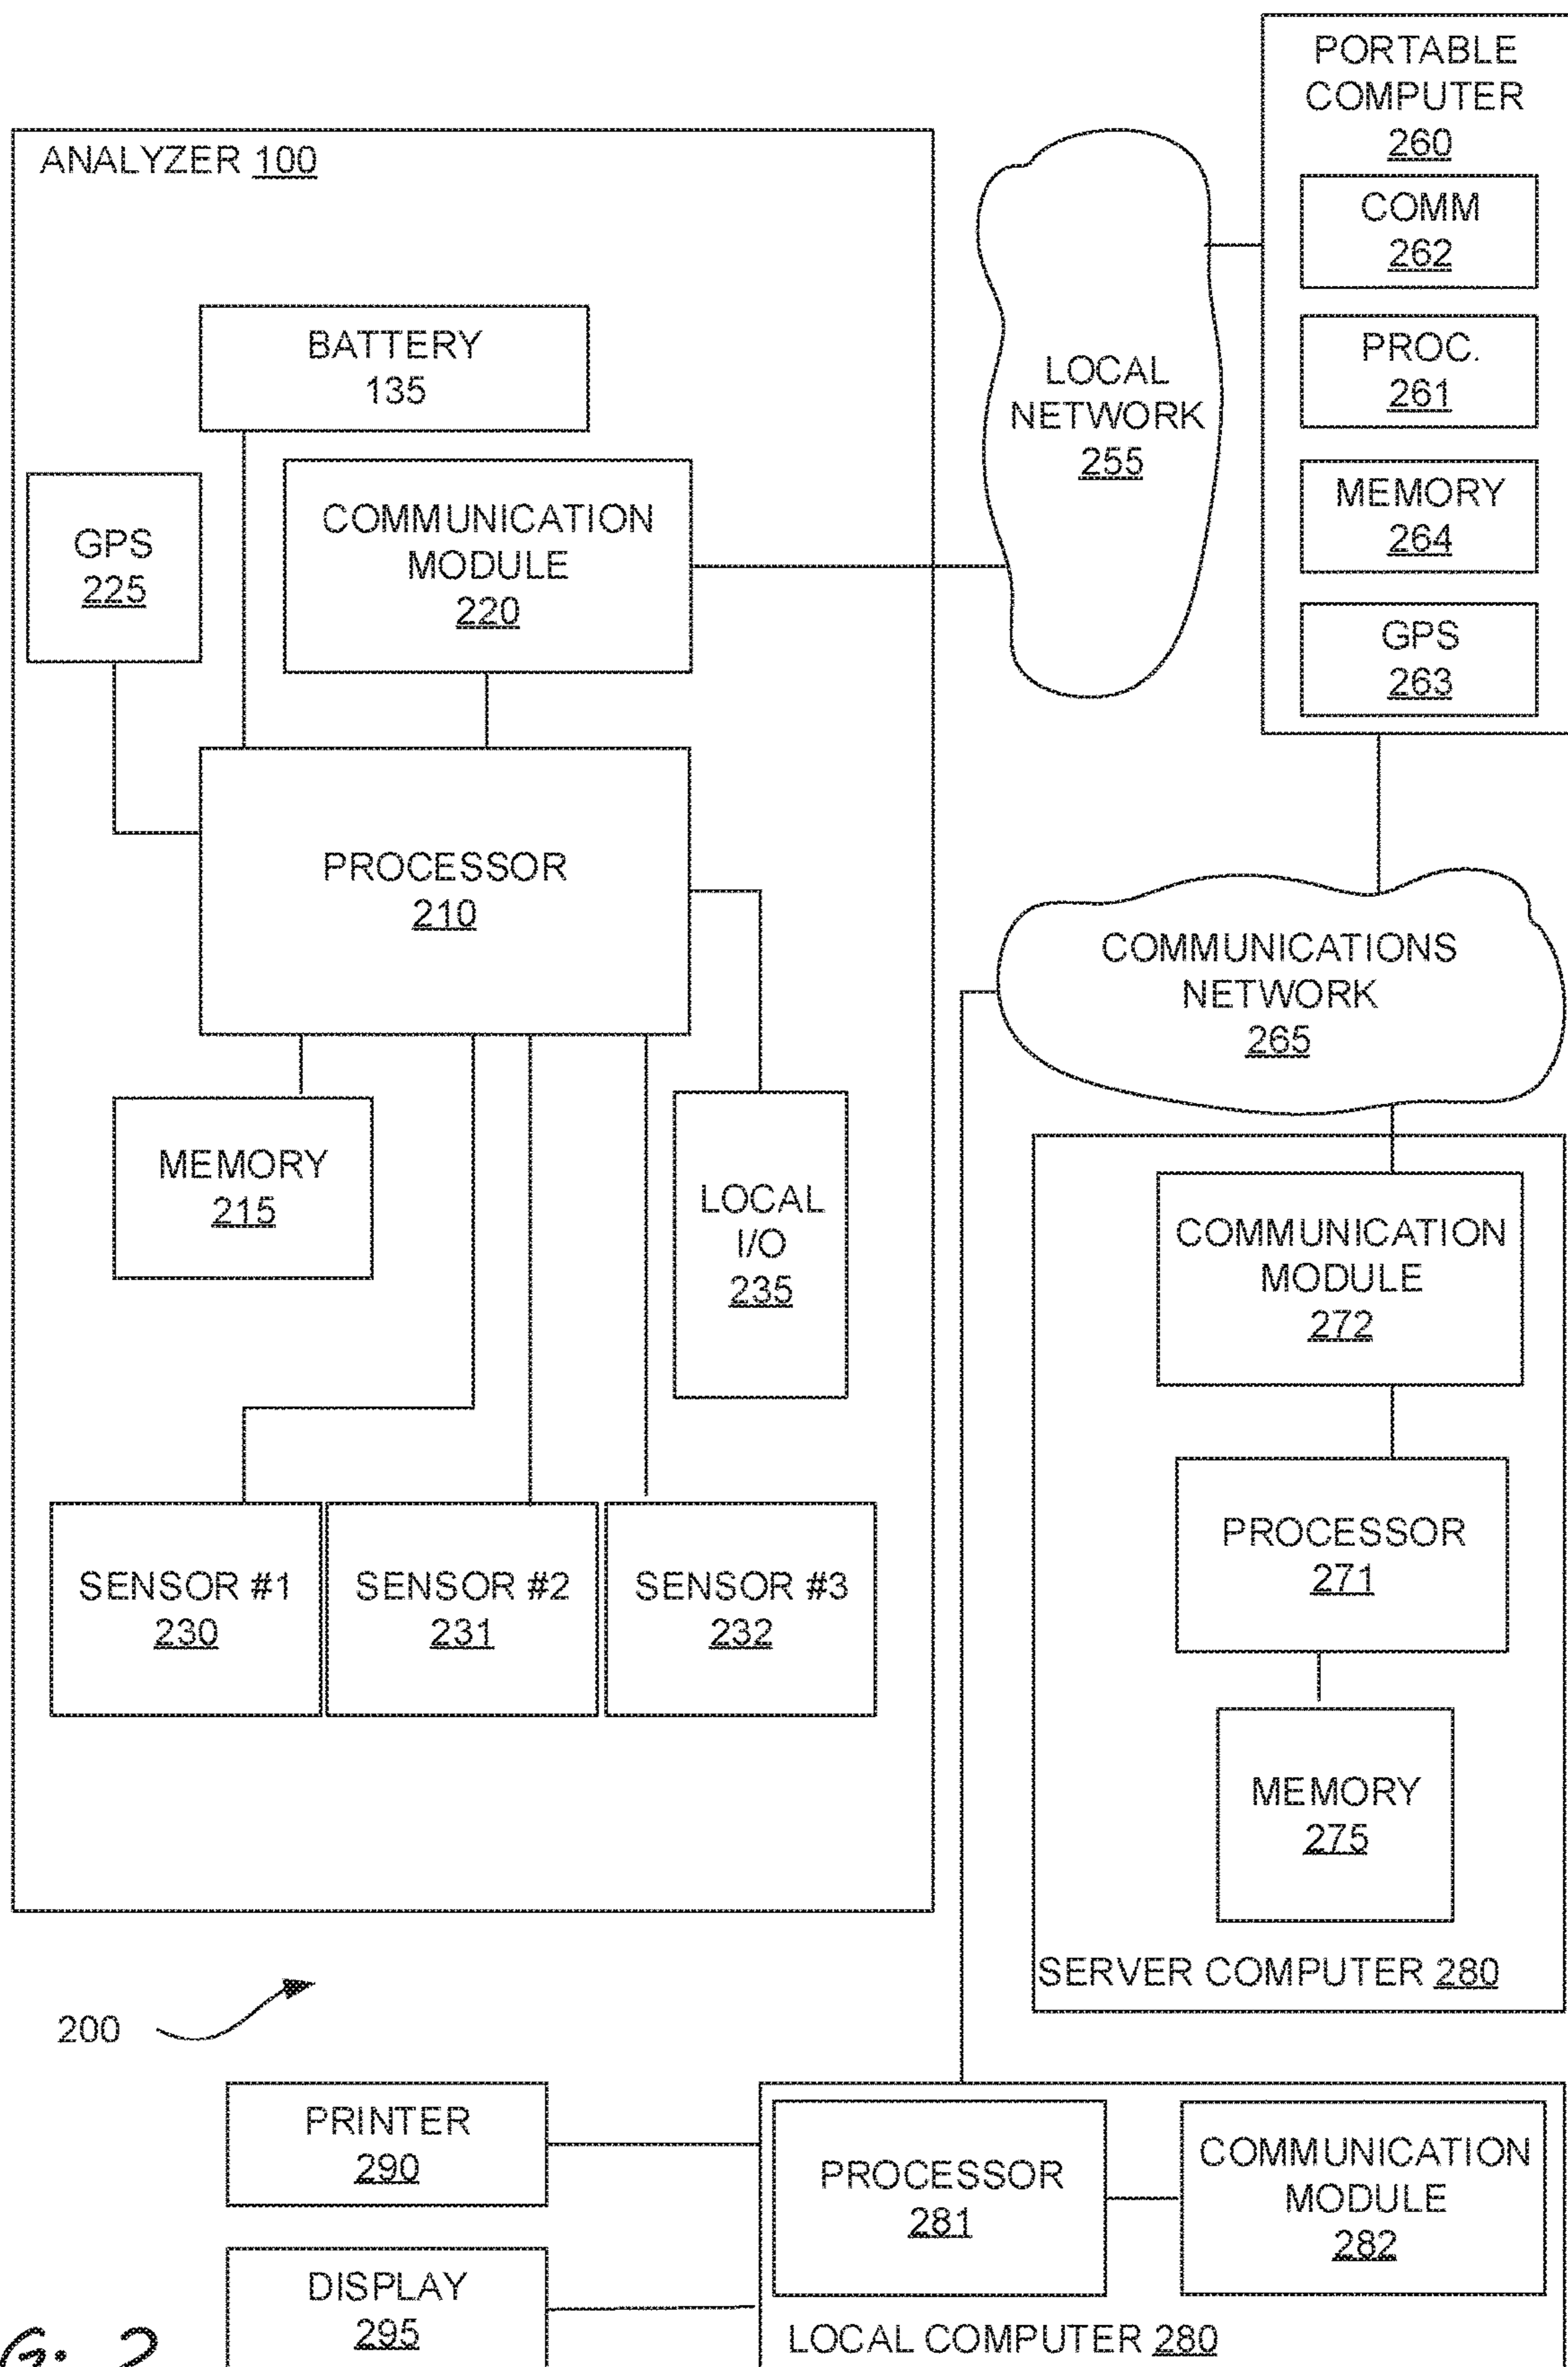 ANALYZER 100
BATTERY
135
GPS
225
COMMUNICATION
MODULE
220
PROCESSOR
210
MEMORY
215
LOCAL
I/O
235
SENSOR #1
230
SENSOR #2
231
SENSOR #3
232
LOCAL
NETWORK
255
PORTABLE
COMPUTER
260
COMM
262
PROC.
261
MEMORY
264
GPS
263
COMMUNICATIONS
NETWORK
265
COMMUNICATION
MODULE
272
PROCESSOR
271
MEMORY
275
SERVER COMPUTER 280
200
PRINTER
290
DISPLAY
295
PROCESSOR
281
COMMUNICATION
MODULE
282
LOCAL COMPUTER 280
G. 2